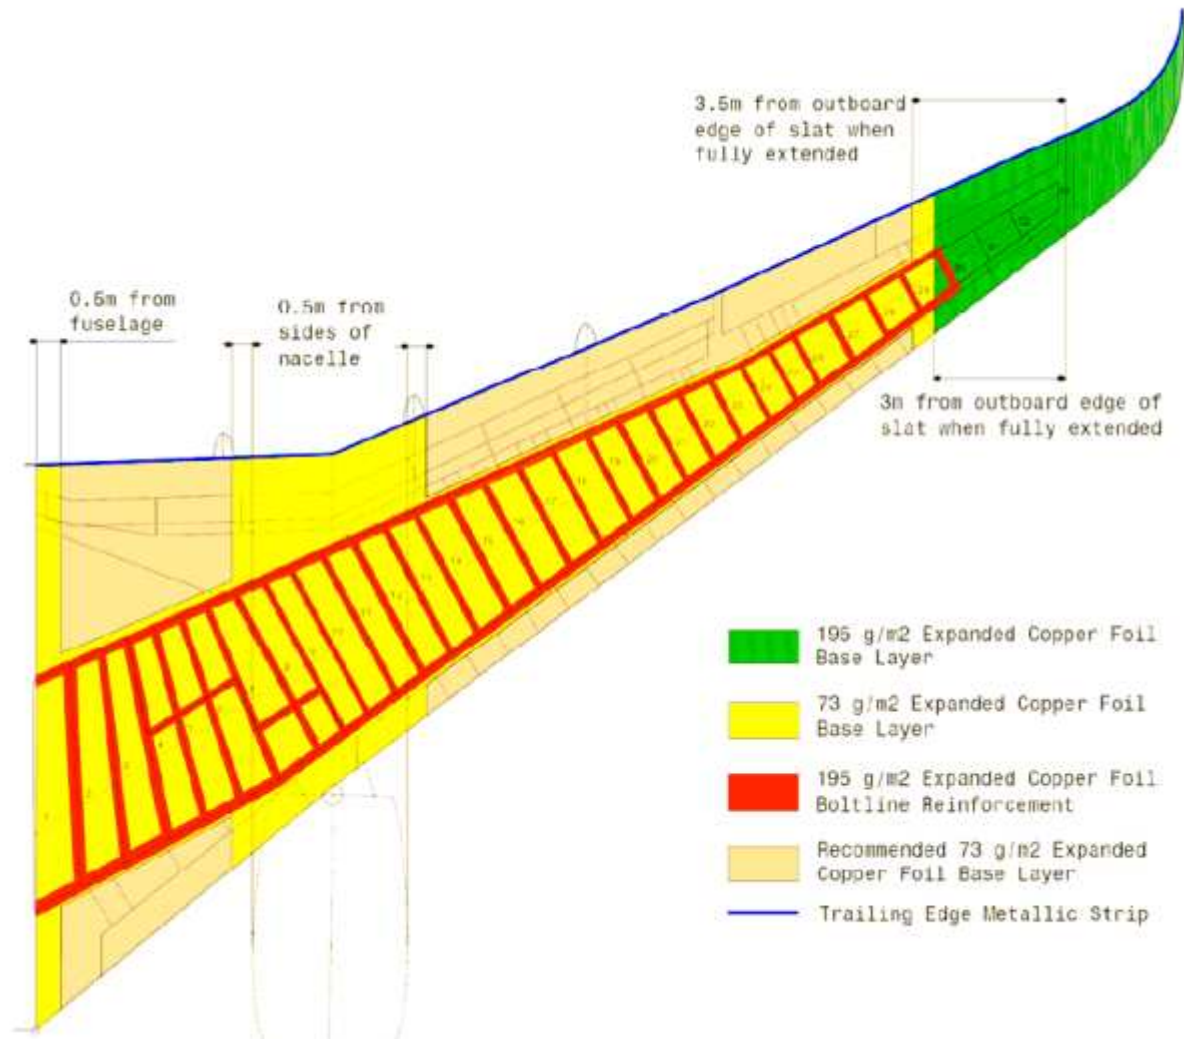 3.5m from outboard
edge of slat when
fully extended
0.5m from
fuselage
0.5m from
sides of
nacelle
3m from outboard edge of
slat when fully extended
195 g/m2 Expanded Copper Foil
Base Layer
73 g/m2 Expanded Copper Foil
Base Layer
195 g/m2 Expanded Copper Foil
Boltline Reinforcement
Recommended 73 g/m2 Expanded
Copper Foil Base Layer
Trailing Edge Metallic Strip